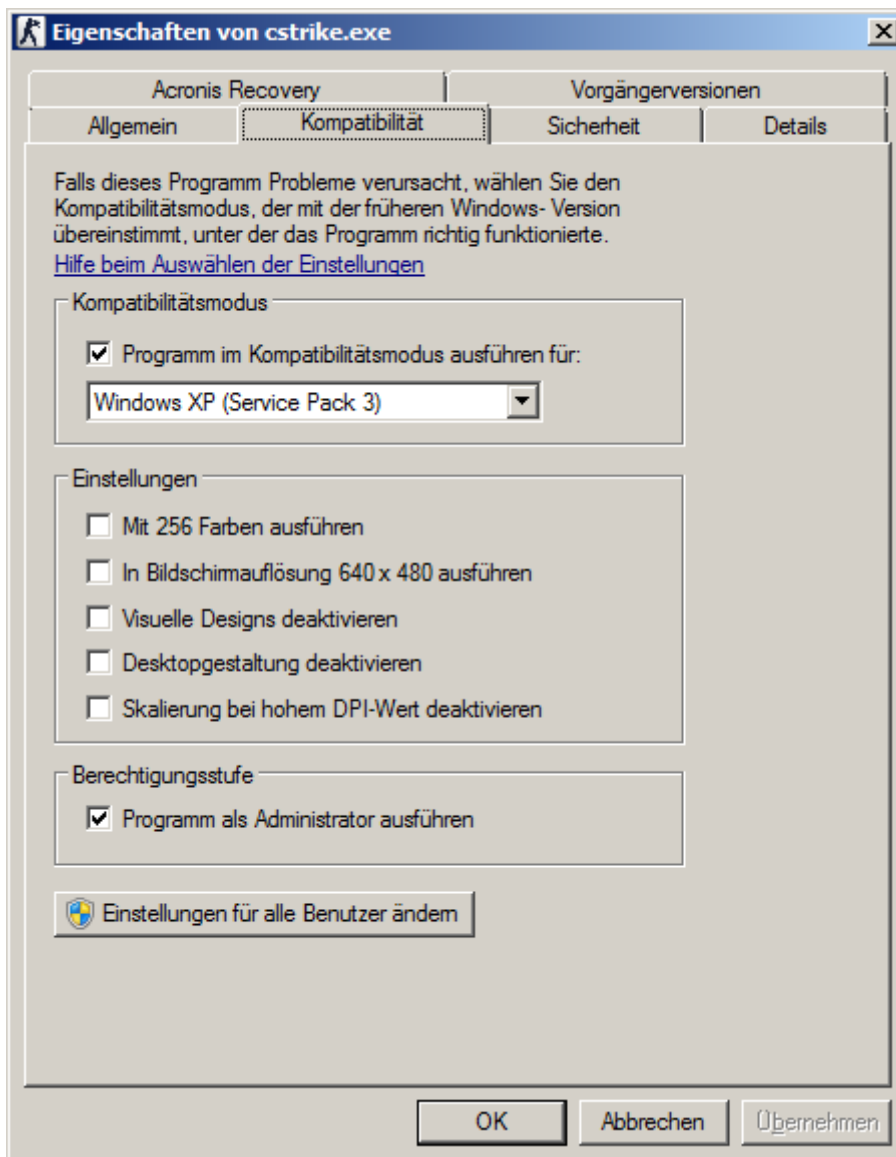 Eigenschaften von cstrike.exe
Acronis Recovery
Vorgängerversionen
Allgemein
Kompatibilität
Sicherheit
Details
Falls dieses Programm Probleme verursacht, wählen Sie den
Kompatibilitätsmodus, der mit der früheren Windows- Version
übereinstimmt, unter der das Programm richtig funktionierte.
Hilfe beim Auswählen der Einstellungen
Kompatibilitätsmodus
Programm im Kompatibilitätsmodus ausführen für:
Windows XP (Service Pack 3)
Einstellungen
Mit 256 Farben ausführen
In Bildschirmauflösung 640 x 480 ausführen
Visuelle Designs deaktivieren
Desktopgestaltung deaktivieren
Skalierung bei hohem DPI-Wert deaktivieren
Berechtigungsstufe
Programm als Administrator ausführen
Einstellungen für alle Benutzer ändern
OK
Abbrechen
Übernehmen